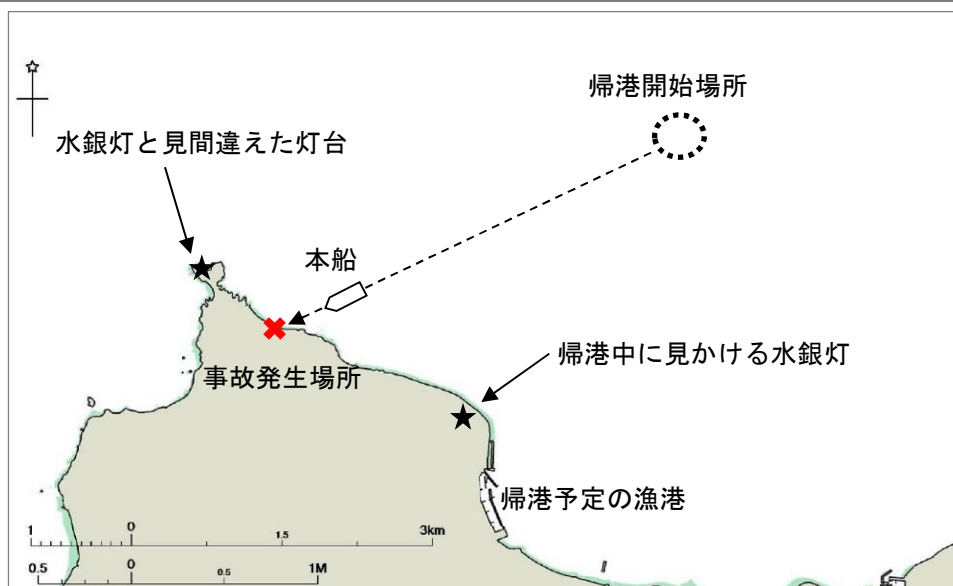 帰港開始場所
水銀灯と見間違えた灯台
本船
帰港中に見かける水銀灯
事故発生場所
帰港予定の漁港
1 0 1.5 3km
0.5 0 0.5 1M